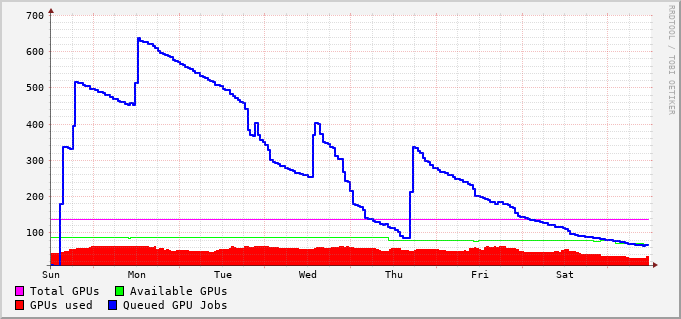 700
600
500
400
300
200
100
Sun Mon Tue Wed Thu Fri Sat
Total GPUs Available GPUs
GPUs used Queued GPU Jobs
RRDTOOL / TOBI OETIKER